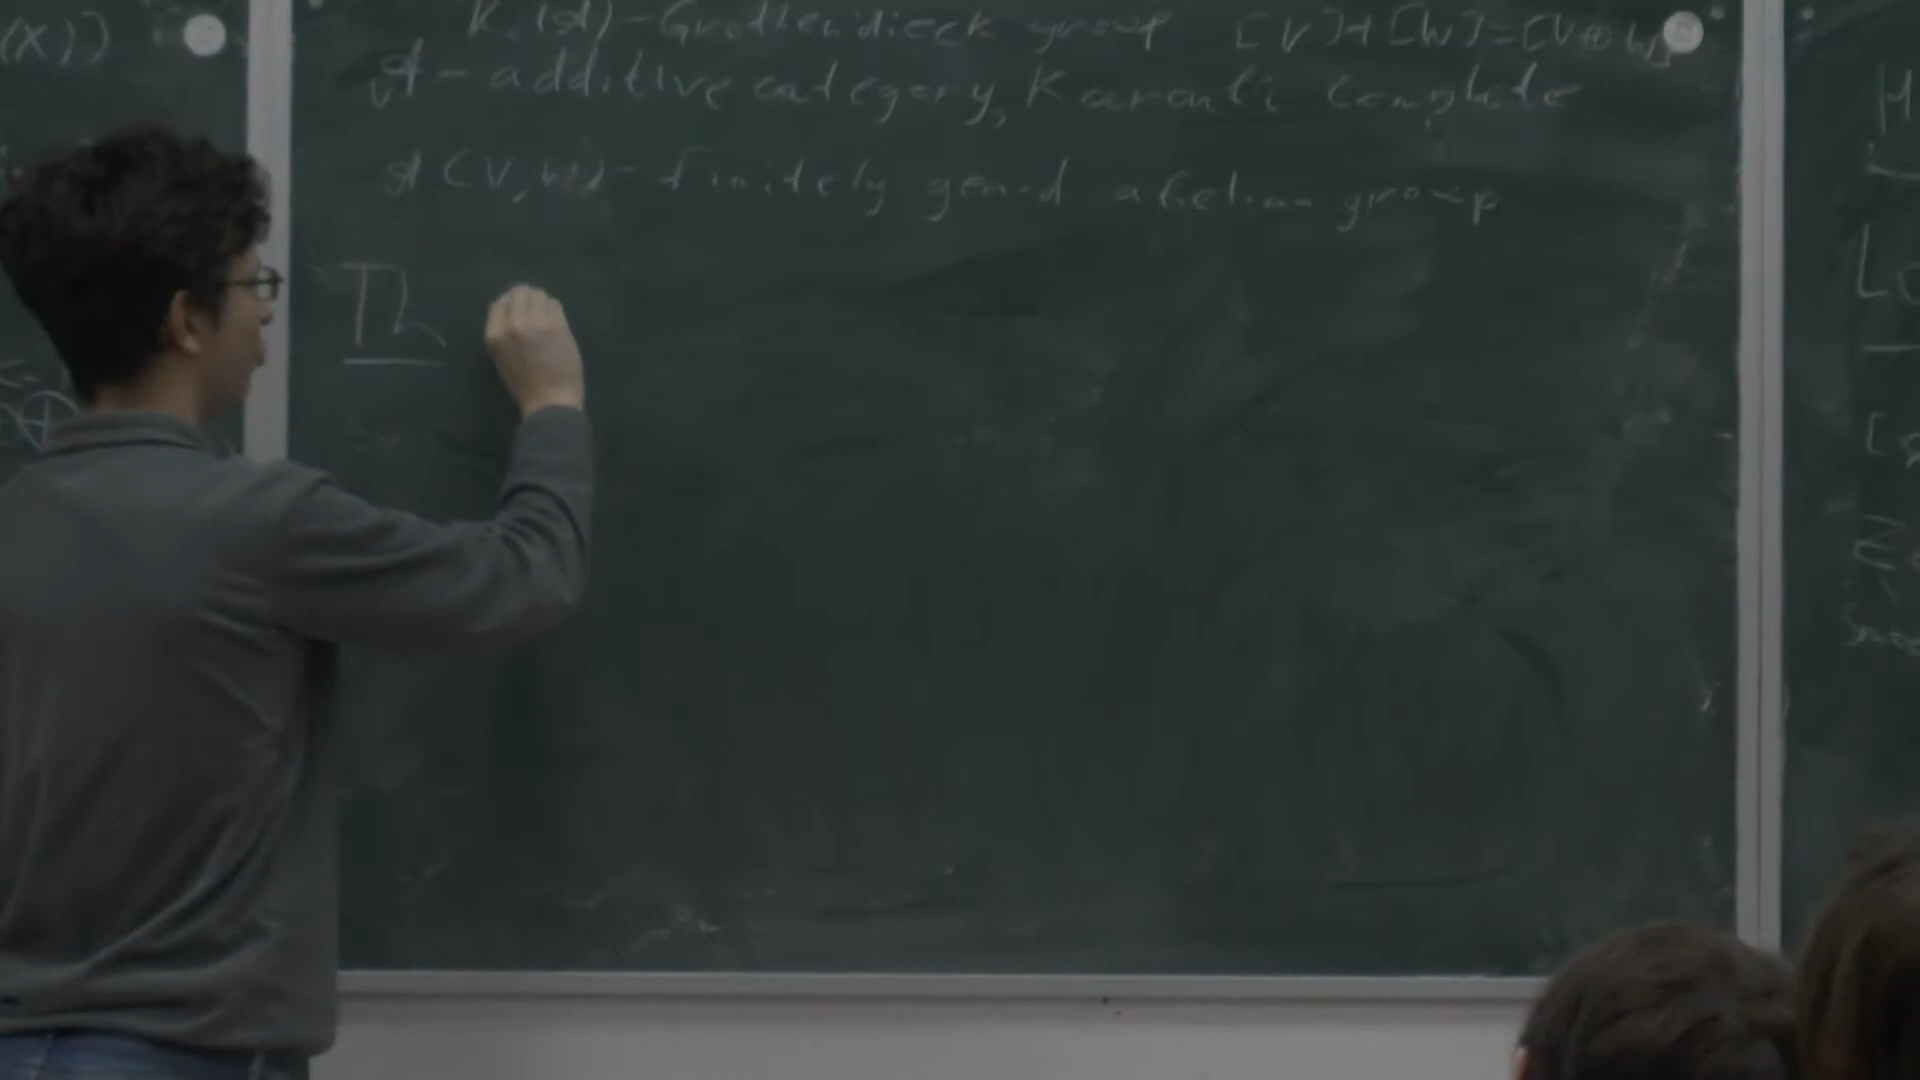 (X))
K₀(𝒜) - Grothendieck group [V]+[W]=[V⊕W]
𝒜 - additive category, Karoubi complete
𝒜(V,W) - finitely gen-d abelian group
Th